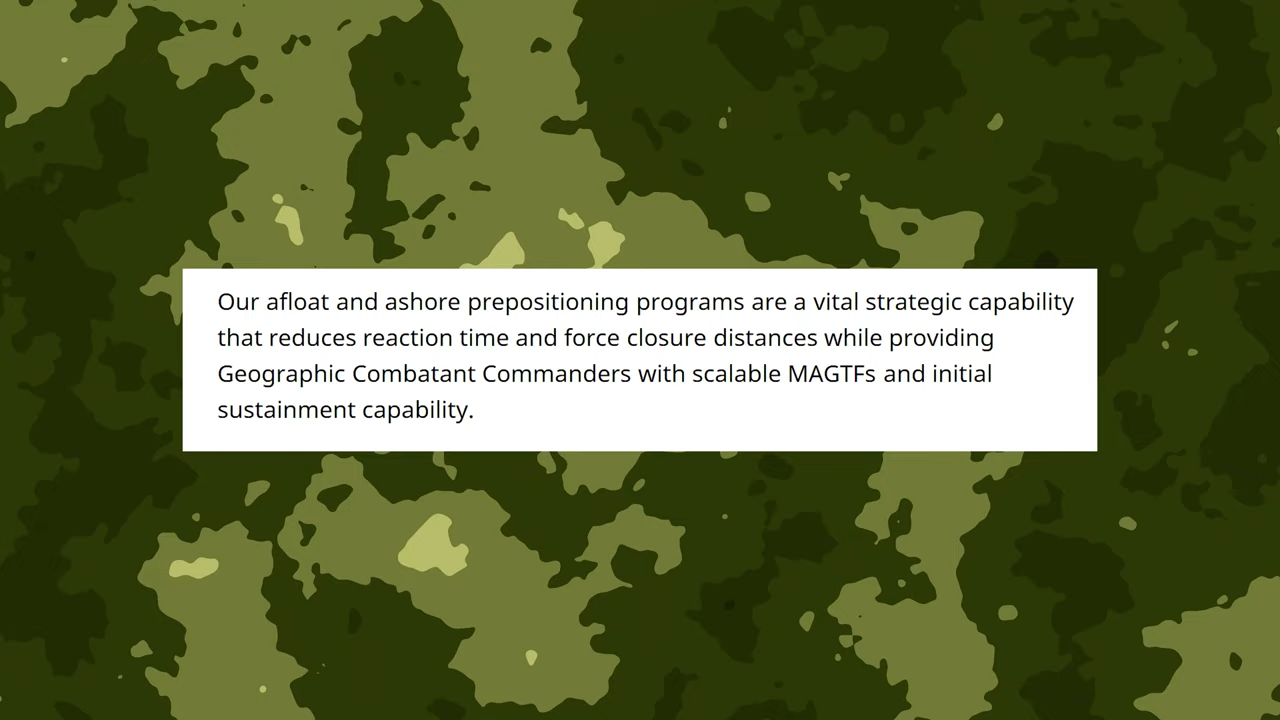 Our afloat and ashore prepositioning programs are a vital strategic capability
that reduces reaction time and force closure distances while providing
Geographic Combatant Commanders with scalable MAGTFs and initial
sustainment capability.